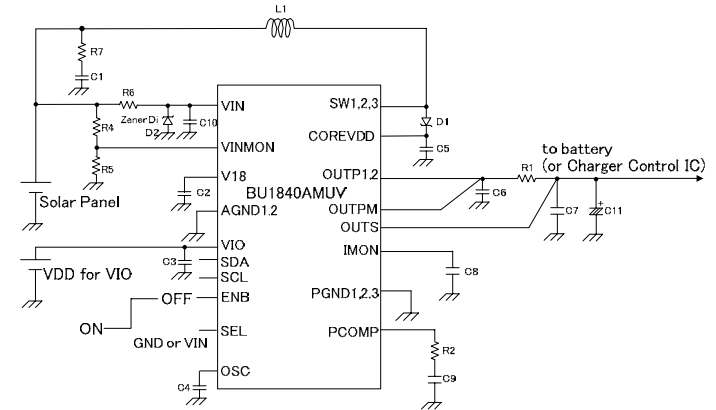 L1
R7
C1
R6
VIN
Zener Di
D2
C10
R4
VINMON
R5
SW1,2,3
D1
COREVDD
C5
to battery
(or Charger Control IC)
OUTP1,2
R1
V18
C2
BU1840AMUV
C6
Solar Panel
AGND1.2
OUTPM
C7
C11
OUTS
VIO
IMON
C3
SDA
VDD for VIO
SCL
C8
OFF
ENB
PGND1,2,3
ON
SEL
GND or VIN
PCOMP
R2
OSC
C4
C9